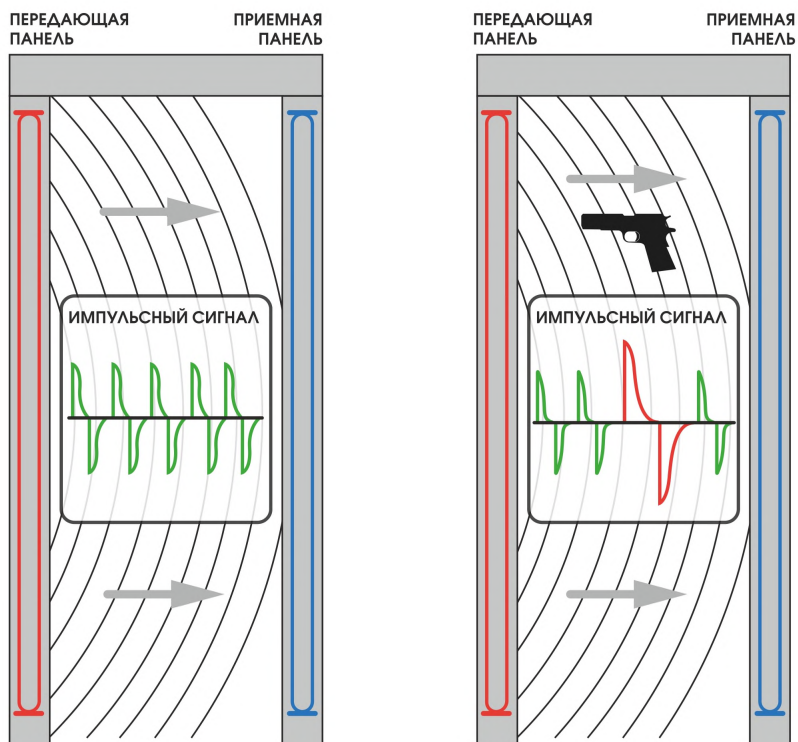 ПЕРЕДАЮЩАЯ
ПАНЕЛЬ
ПРИЕМНАЯ
ПАНЕЛЬ
ИМПУЛЬСНЫЙ СИГНАЛ
ПЕРЕДАЮЩАЯ
ПАНЕЛЬ
ПРИЕМНАЯ
ПАНЕЛЬ
ИМПУЛЬСНЫЙ СИГНАЛ